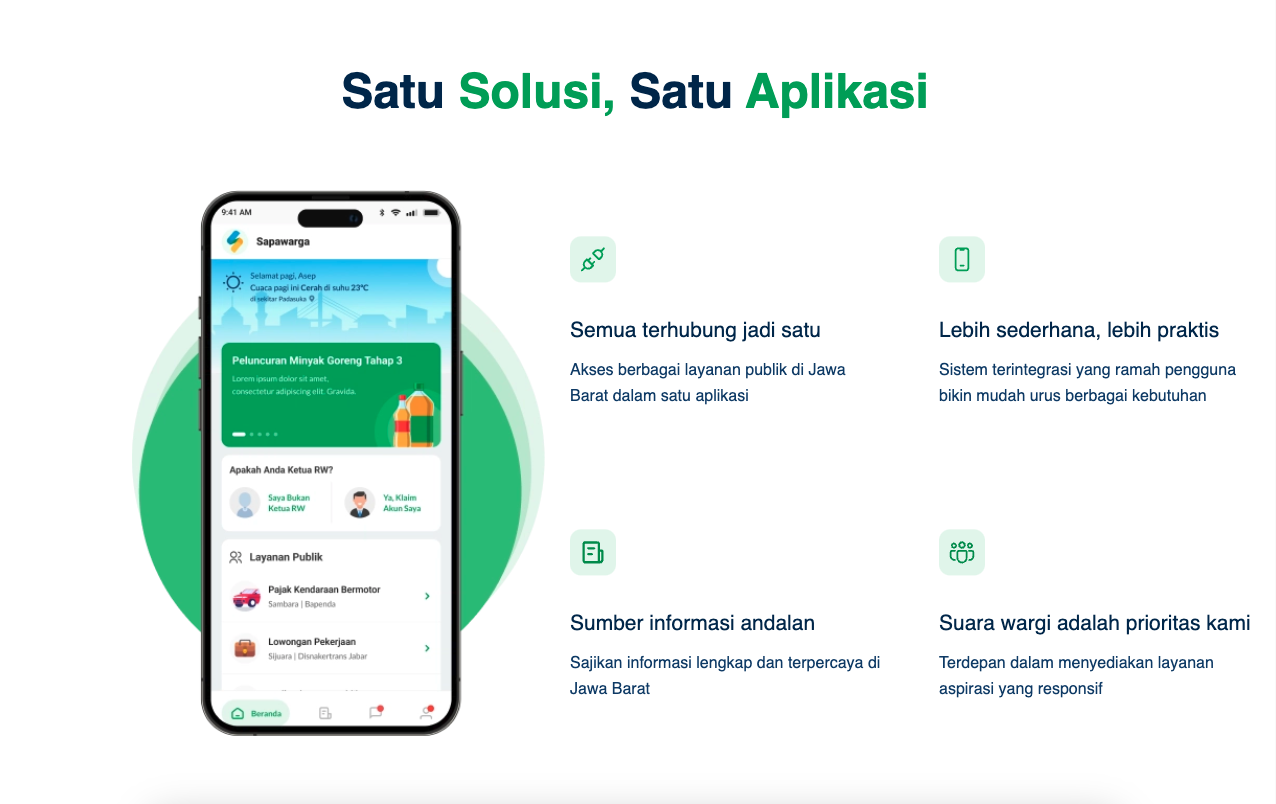 Satu Solusi, Satu Aplikasi
9:41 AM
Sapawarga
Selamat pagi, Asep
Cuaca pagi ini Cerah di suhu 23°C
di sekitar Padasuka
Peluncuran Minyak Goreng Tahap 3
Lorem ipsum dolor sit amet,
consectetur adipiscing elit. Gravida.
Apakah Anda Ketua RW?
Saya Bukan
Ketua RW
Ya, Klaim
Akun Saya
Layanan Publik
Pajak Kendaraan Bermotor
Sambara | Bapenda
Lowongan Pekerjaan
Sijuara | Disnakertrans Jabar
Beranda
Semua terhubung jadi satu
Akses berbagai layanan publik di Jawa
Barat dalam satu aplikasi
Lebih sederhana, lebih praktis
Sistem terintegrasi yang ramah pengguna
bikin mudah urus berbagai kebutuhan
Sumber informasi andalan
Sajikan informasi lengkap dan terpercaya di
Jawa Barat
Suara wargi adalah prioritas kami
Terdepan dalam menyediakan layanan
aspirasi yang responsif